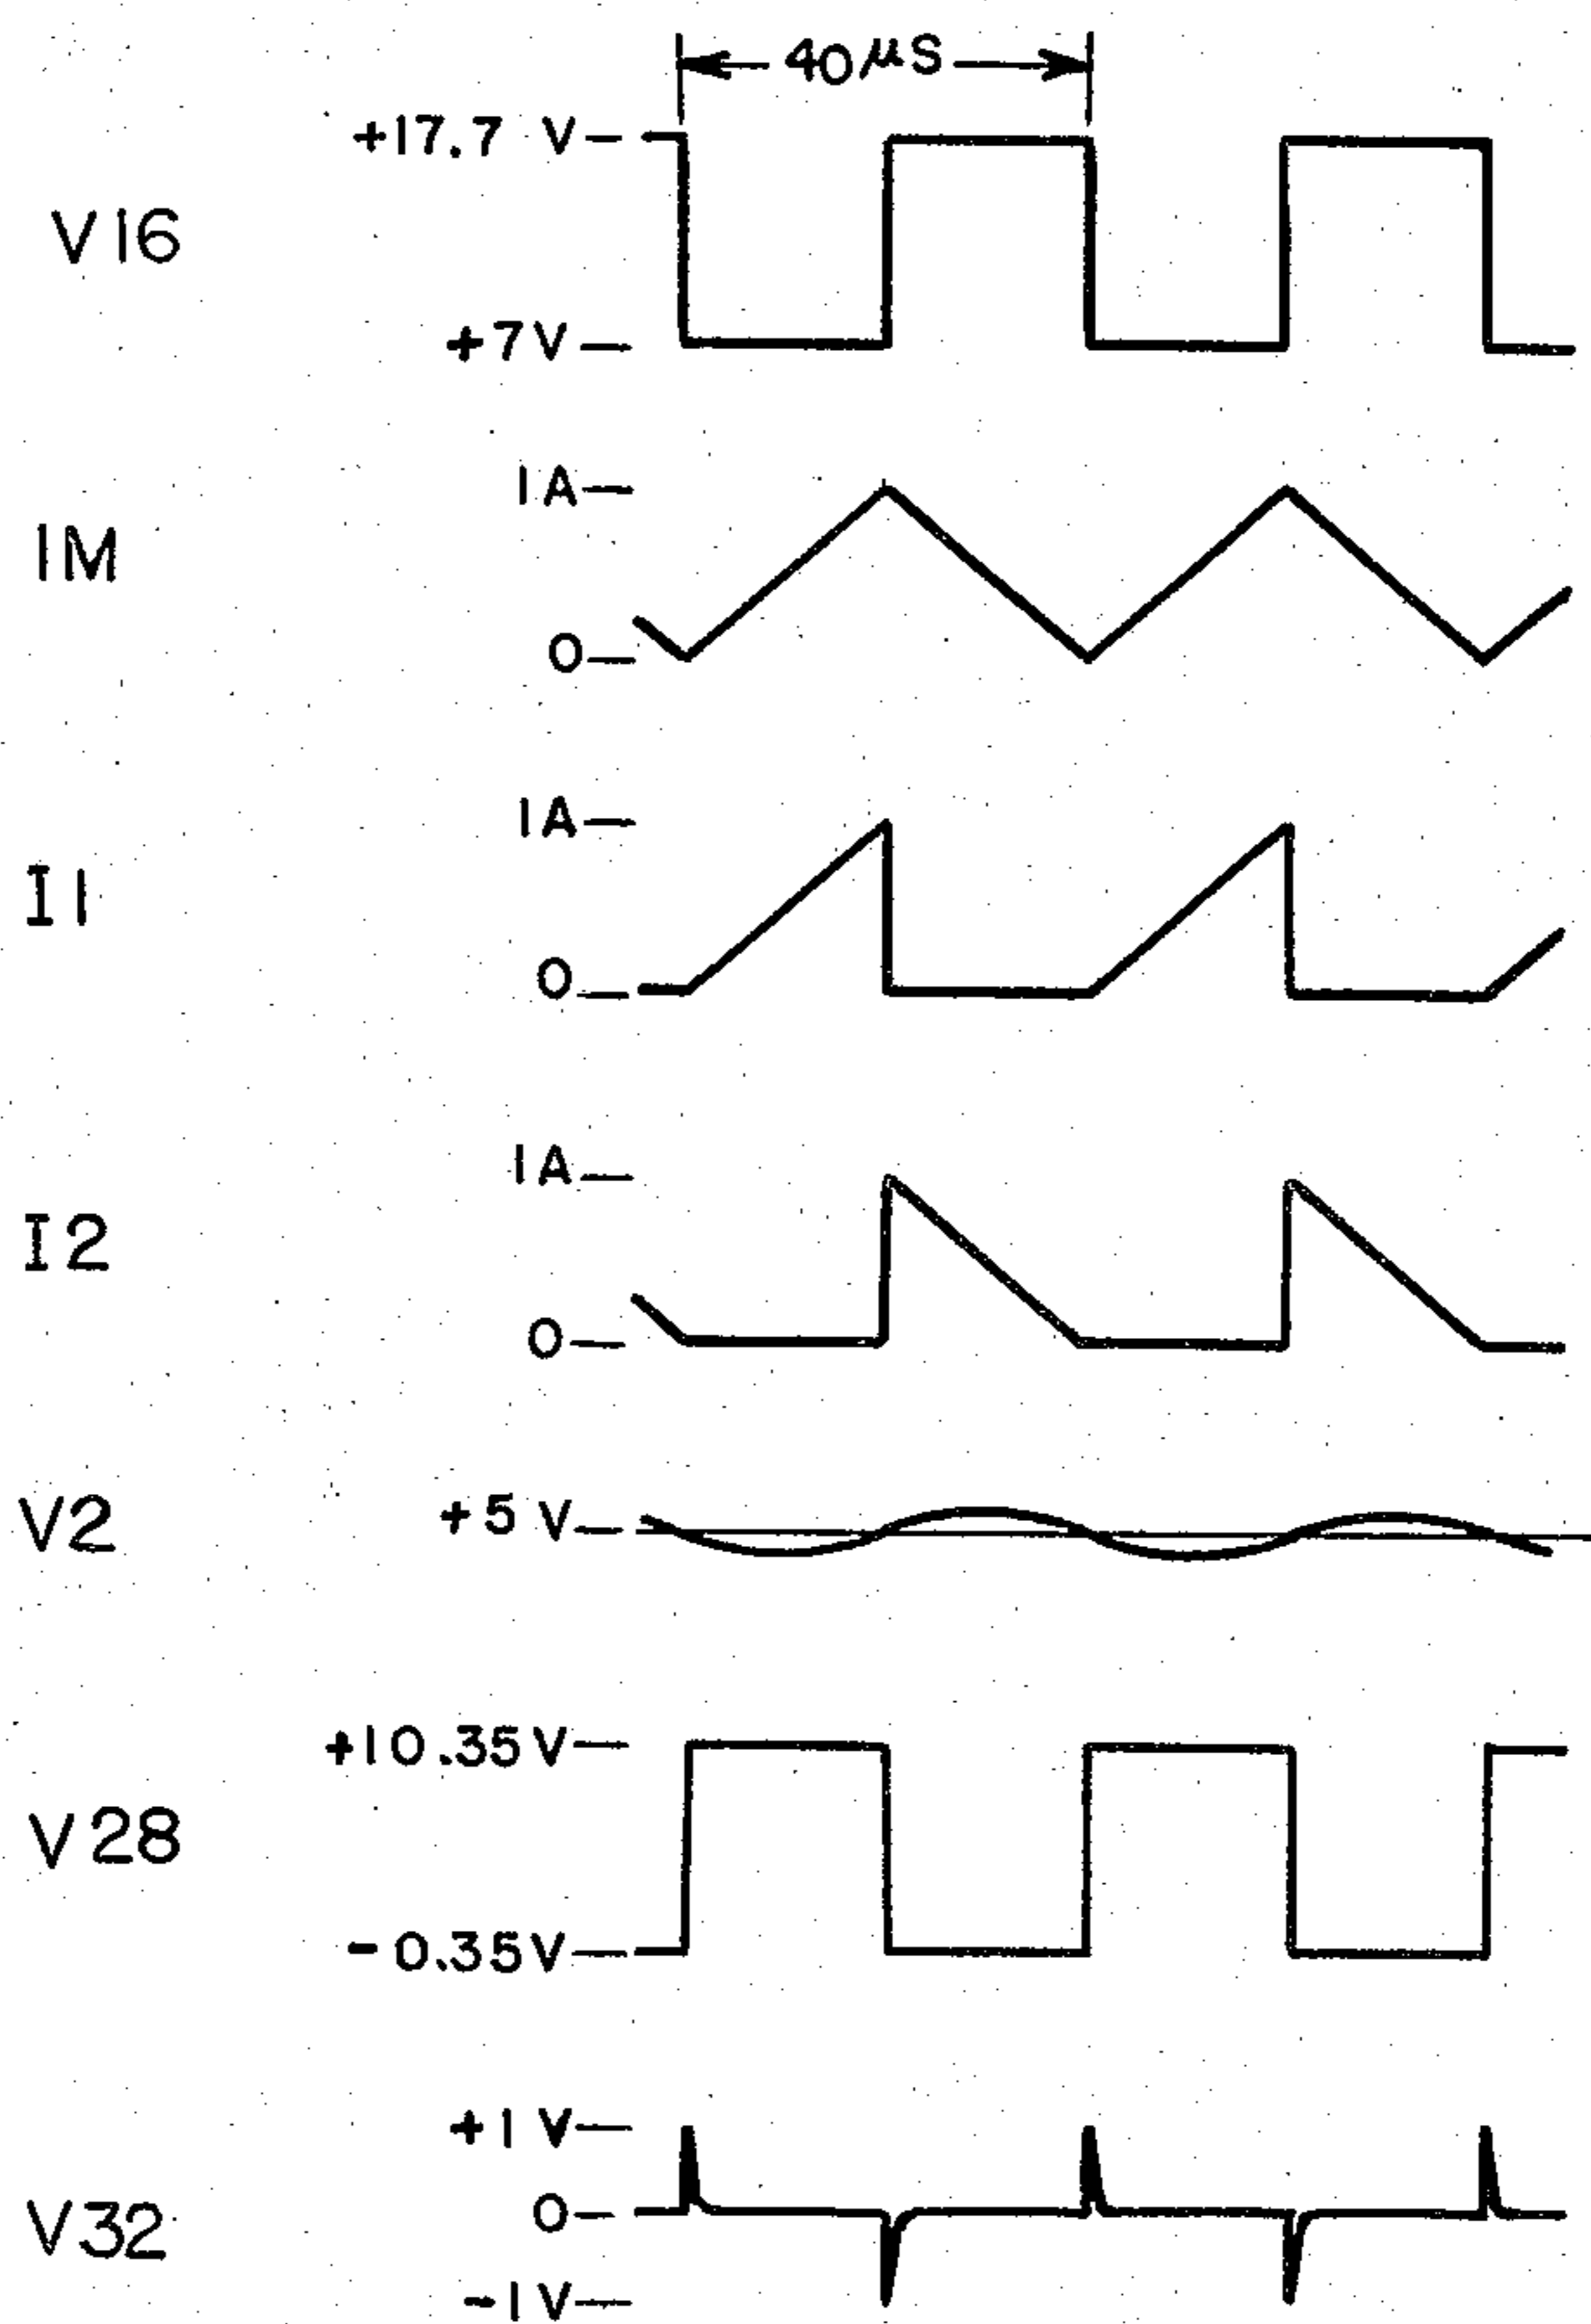 40μS
+17.7 V
V16
+7V
1A
IM
0
1A
I1
0
1A
I2
0
V2 +5 V
+10.35V
V28
-0.35V
+1 V
0
V32
-1V